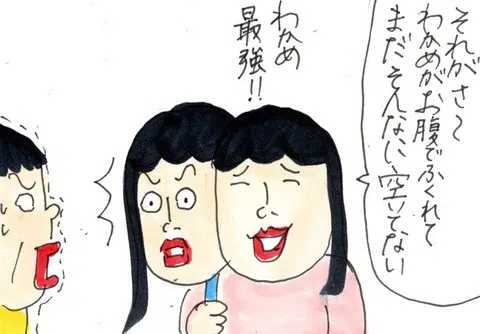 それがさ〜
わかめがお腹でふくれて
まだそんない空いてない
わかめ
最強!!